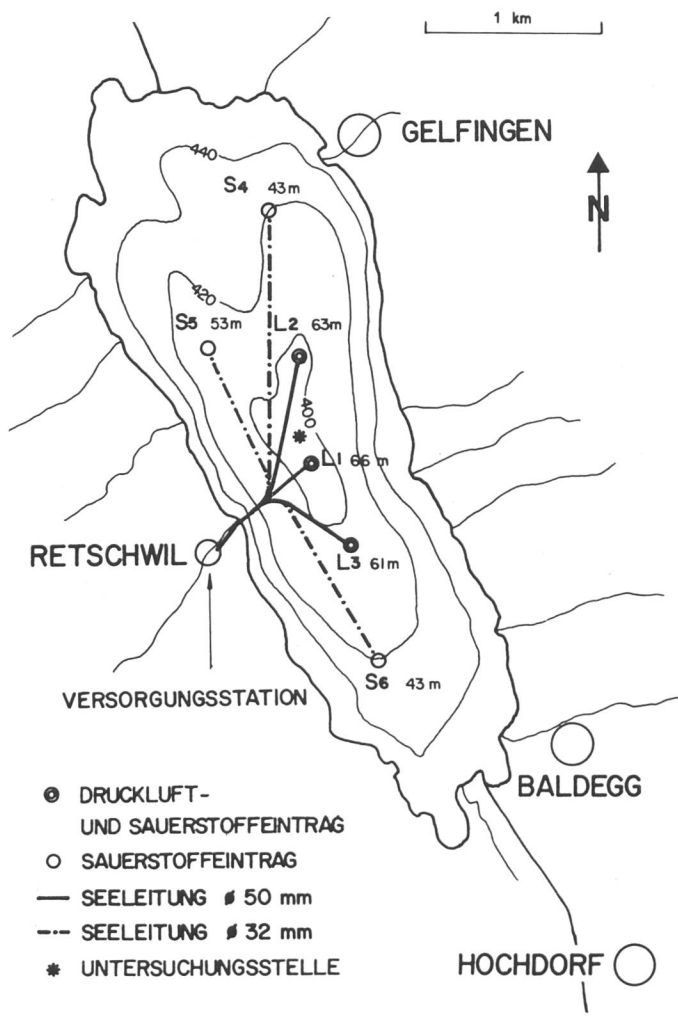 1 km
GELFINGEN
440
S4 43m
N
420
S5 53m
L2 63m
400
L1 66 m
RETSCHWIL
L3 61m
S6 43 m
VERSORGUNGSSTATION
BALDEGG
DRUCKLUFT-
UND SAUERSTOFFEINTRAG
SAUERSTOFFEINTRAG
SEELEITUNG ø 50 mm
SEELEITUNG ø 32 mm
UNTERSUCHUNGSSTELLE
HOCHDORF